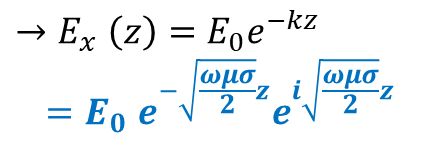 → Eₓ (z) = E₀e^{−kz}
= E₀ e^{−√(ωμσ/2)z} e^{i√(ωμσ/2)z}